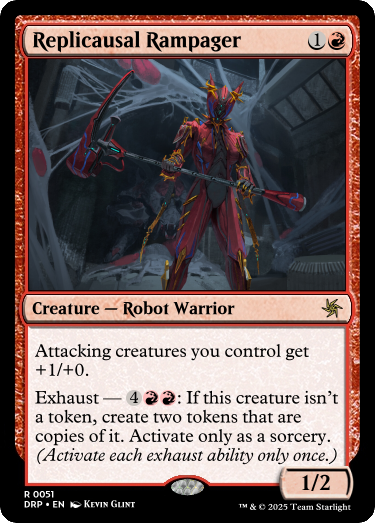 Replicausal Rampager 1
Creature — Robot Warrior
Attacking creatures you control get
+1/+0.
Exhaust — 4: If this creature isn't
a token, create two tokens that are
copies of it. Activate only as a sorcery.
(Activate each exhaust ability only once.)
1/2
R 0051
DRP • EN Kevin Glint
™ & © 2025 Team Starlight